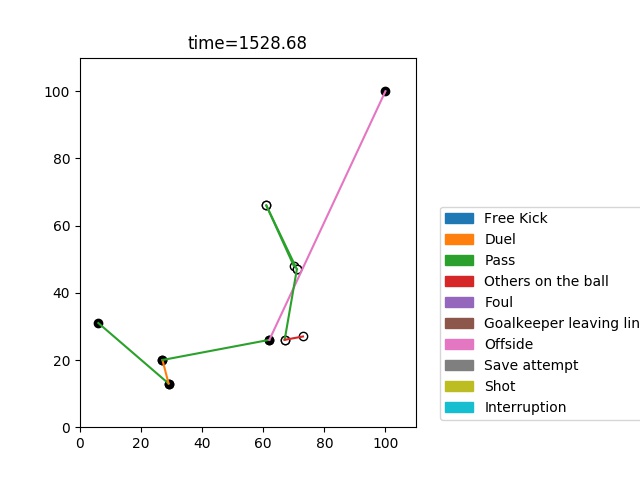 time=1528.68
100
80
60
40
20
0
0 20 40 60 80 100
Free Kick
Duel
Pass
Others on the ball
Foul
Goalkeeper leaving lin
Offside
Save attempt
Shot
Interruption